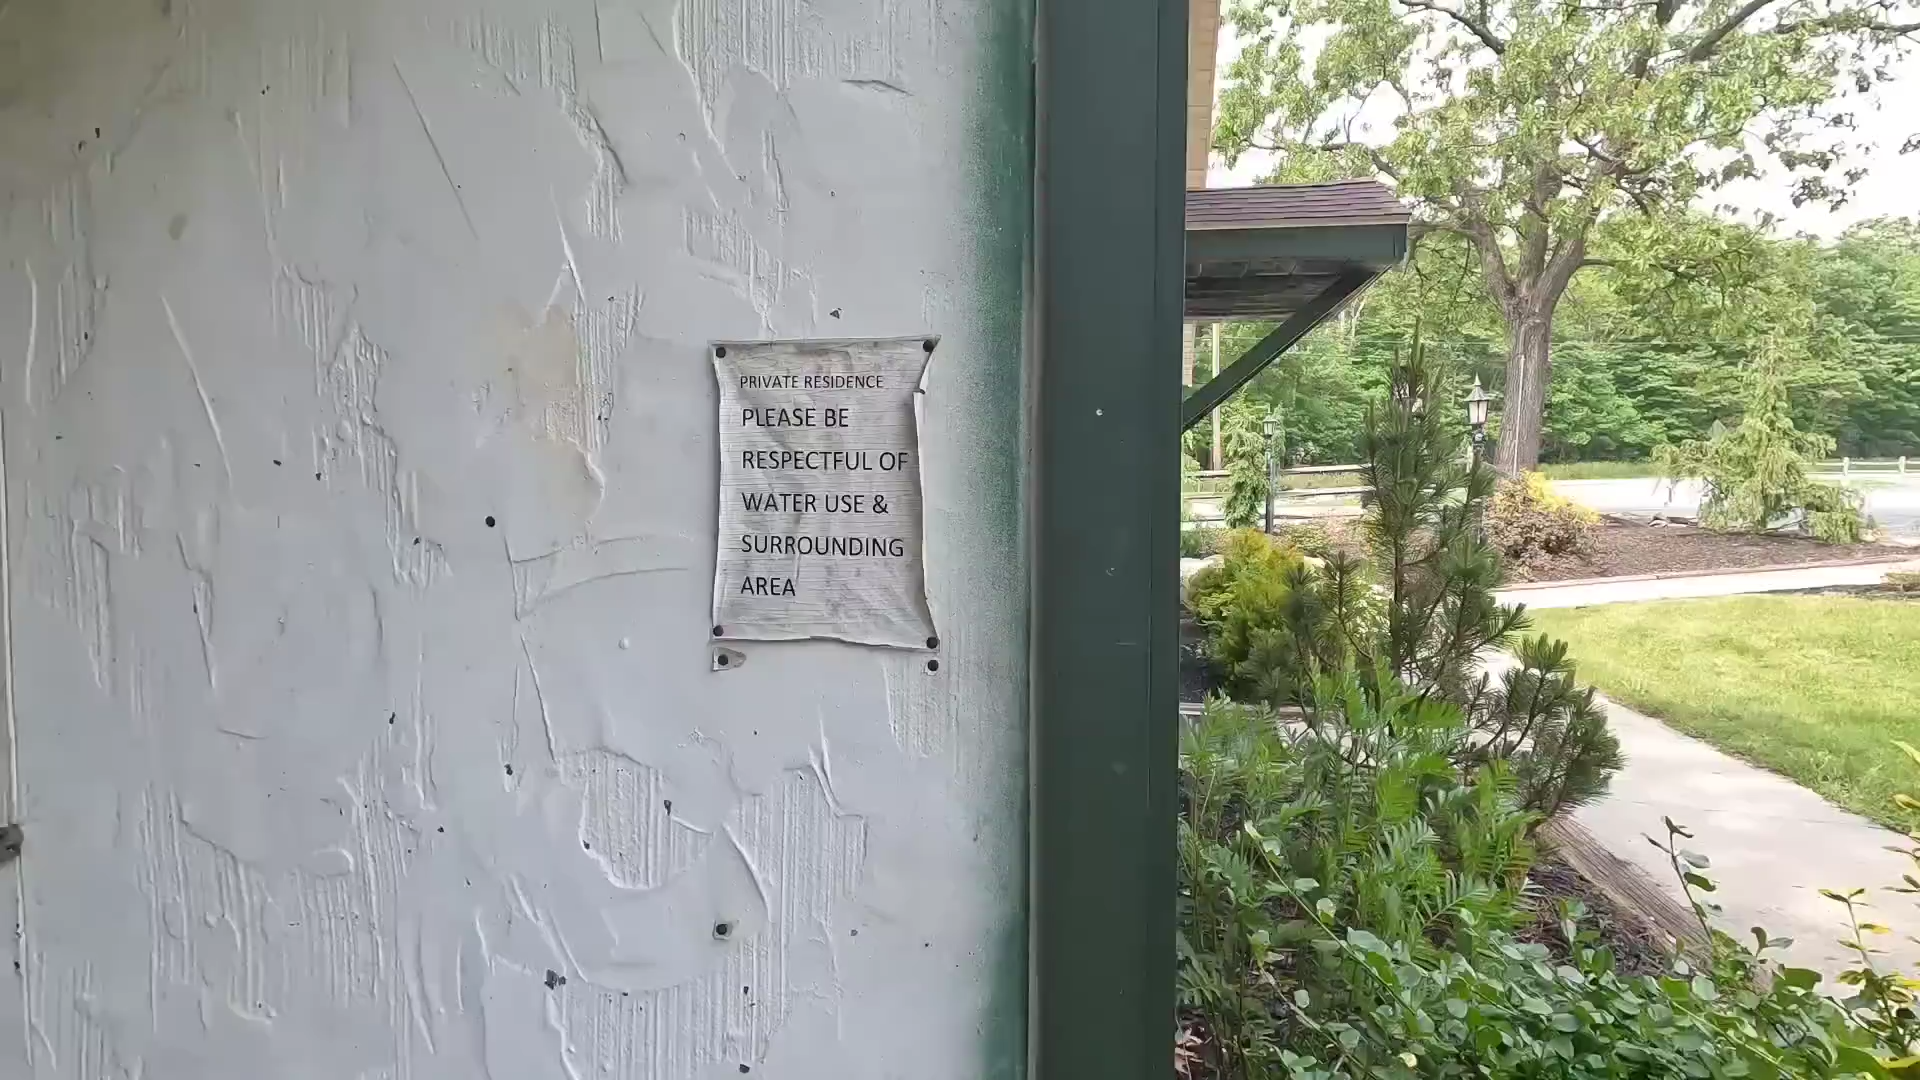 PRIVATE RESIDENCE
PLEASE BE
RESPECTFUL OF
WATER USE &
SURROUNDING
AREA